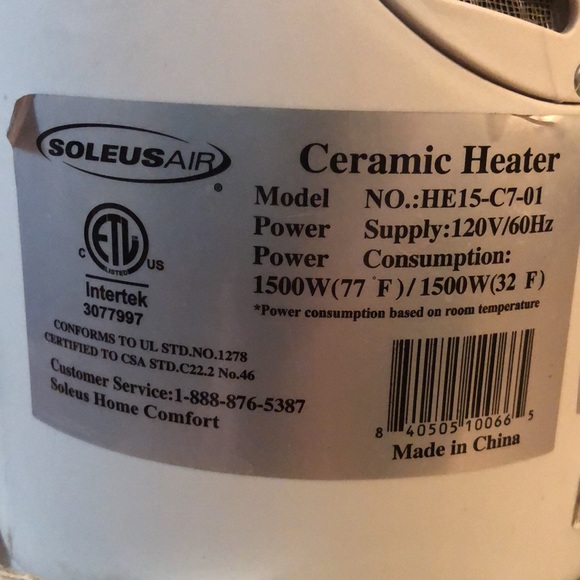 SOLEUSAIR
®
Ceramic Heater
Model NO.:HE15-C7-01
Power Supply:120V/60Hz
Power Consumption:
1500W(77 °F)/1500W(32 F)
*Power consumption based on room temperature
ETL
LISTED
C US
Intertek
3077997
CONFORMS TO UL STD.NO.1278
CERTIFIED TO CSA STD.C22.2 No.46
Customer Service:1-888-876-5387
Soleus Home Comfort
8 40505 10066 5
Made in China